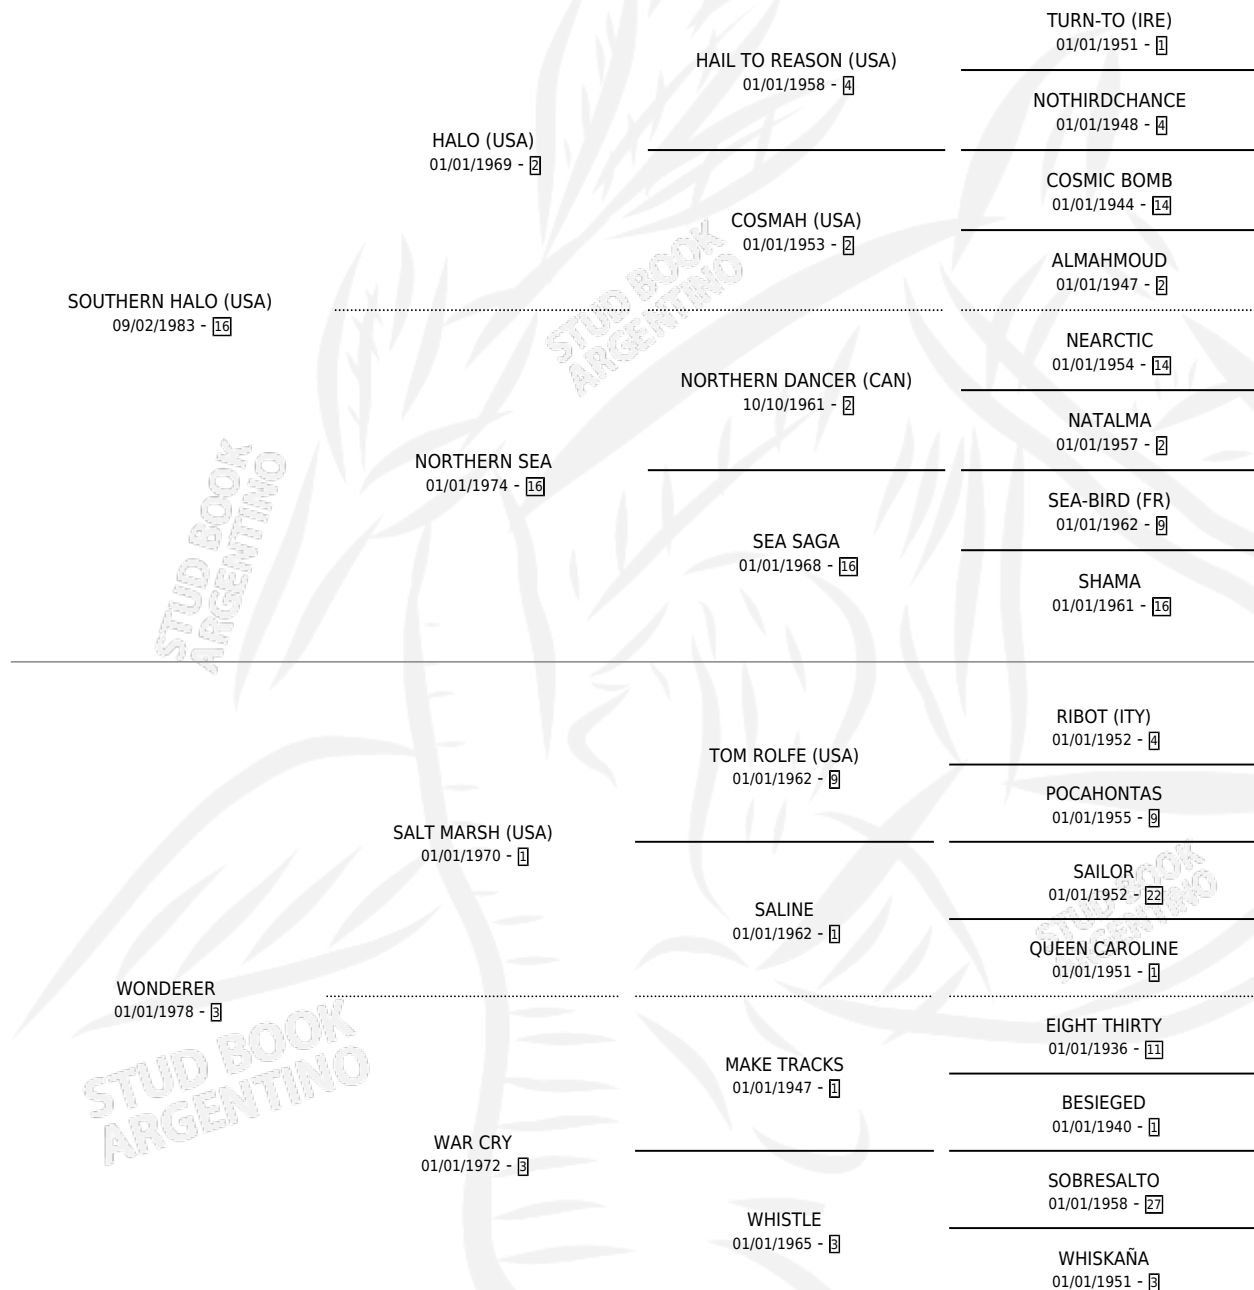 TURN-TO (IRE)
01/01/1951 - 1
HAIL TO REASON (USA)
01/01/1958 - 4
NOTHIRDCHANCE
01/01/1948 - 4
HALO (USA)
01/01/1969 - 2
COSMIC BOMB
01/01/1944 - 14
COSMAH (USA)
01/01/1953 - 2
ALMAHMOUD
01/01/1947 - 2
SOUTHERN HALO (USA)
09/02/1983 - 16
NEARCTIC
01/01/1954 - 14
NORTHERN DANCER (CAN)
10/10/1961 - 2
NATALMA
01/01/1957 - 2
NORTHERN SEA
01/01/1974 - 16
SEA-BIRD (FR)
01/01/1962 - 9
SEA SAGA
01/01/1968 - 16
SHAMA
01/01/1961 - 16
RIBOT (ITY)
01/01/1952 - 4
TOM ROLFE (USA)
01/01/1962 - 9
POCAHONTAS
01/01/1955 - 9
SALT MARSH (USA)
01/01/1970 - 1
SAILOR
01/01/1952 - 22
SALINE
01/01/1962 - 1
QUEEN CAROLINE
01/01/1951 - 1
WONDERER
01/01/1978 - 3
EIGHT THIRTY
01/01/1936 - 11
MAKE TRACKS
01/01/1947 - 1
BESIEGED
01/01/1940 - 1
WAR CRY
01/01/1972 - 3
SOBRESALTO
01/01/1958 - 27
WHISTLE
01/01/1965 - 3
WHISKAÑA
01/01/1951 - 3
STUD BOOK
ARGENTINO
STUD BOOK
ARGENTINO
STUD BOOK
ARGENTINO
STUD BOOK
ARGENTINO